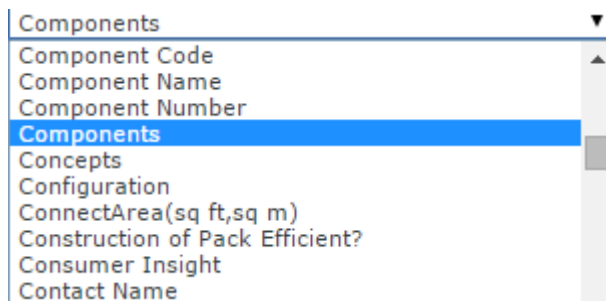 Components
Component Code
Component Name
Component Number
Components
Concepts
Configuration
ConnectArea(sq ft,sq m)
Construction of Pack Efficient?
Consumer Insight
Contact Name